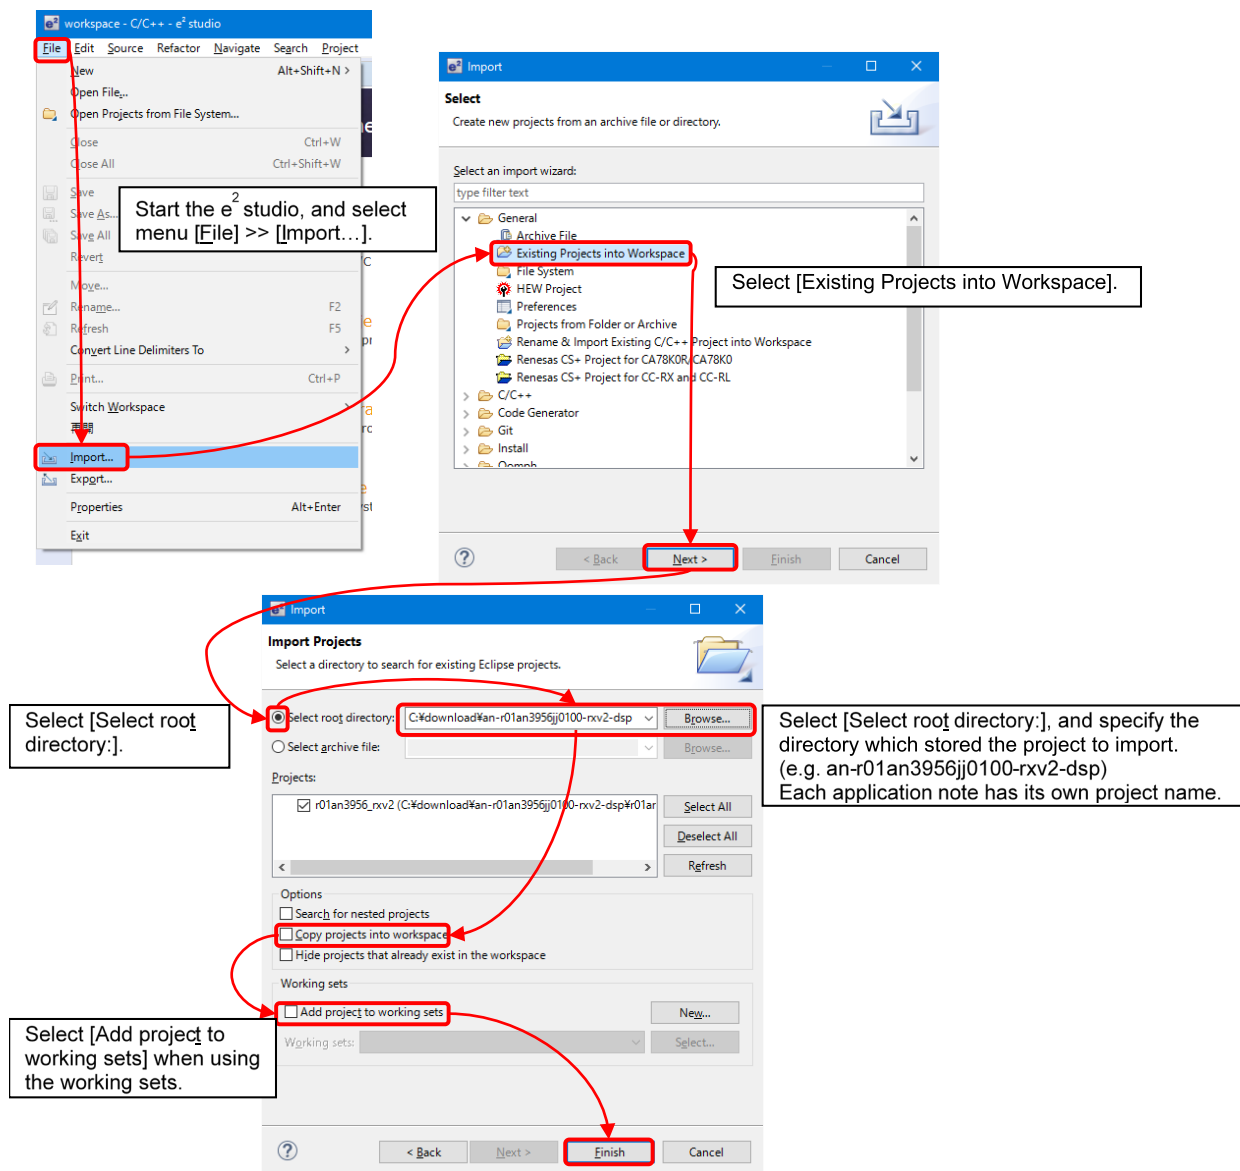 workspace - C/C++ - e² studio
File Edit Source Refactor Navigate Search Project
New Alt+Shift+N >
Open File...
Open Projects from File System...
Close Ctrl+W
Close All Ctrl+Shift+W
Save
Save As...
Save All
Revert
Move...
Rename... F2
Refresh F5
Convert Line Delimiters To >
Print... Ctrl+P
Switch Workspace >
再開
Import...
Export...
Properties Alt+Enter
Exit
Start the e² studio, and select
menu [File] >> [Import…].
e² Import
Select
Create new projects from an archive file or directory.
Select an import wizard:
type filter text
General
Archive File
Existing Projects into Workspace
File System
HEW Project
Preferences
Projects from Folder or Archive
Rename & Import Existing C/C++ Project into Workspace
Renesas CS+ Project for CA78K0R/CA78K0
Renesas CS+ Project for CC-RX and CC-RL
> C/C++
> Code Generator
> Git
> Install
> Oomph
? < Back Next > Finish Cancel
Select [Existing Projects into Workspace].
e² Import
Import Projects
Select a directory to search for existing Eclipse projects.
Select root directory: C:¥download¥an-r01an3956jj0100-rxv2-dsp Browse...
Select archive file: Browse...
Projects:
r01an3956_rxv2 (C:¥download¥an-r01an3956jj0100-rxv2-dsp¥r01ar
Select All
Deselect All
Refresh
Options
Search for nested projects
Copy projects into workspace
Hide projects that already exist in the workspace
Working sets
Add project to working sets New...
Working sets: Select...
? < Back Next > Finish Cancel
Select [Select root
directory:].
Select [Select root directory:], and specify the
directory which stored the project to import.
(e.g. an-r01an3956jj0100-rxv2-dsp)
Each application note has its own project name.
Select [Add project to
working sets] when using
the working sets.